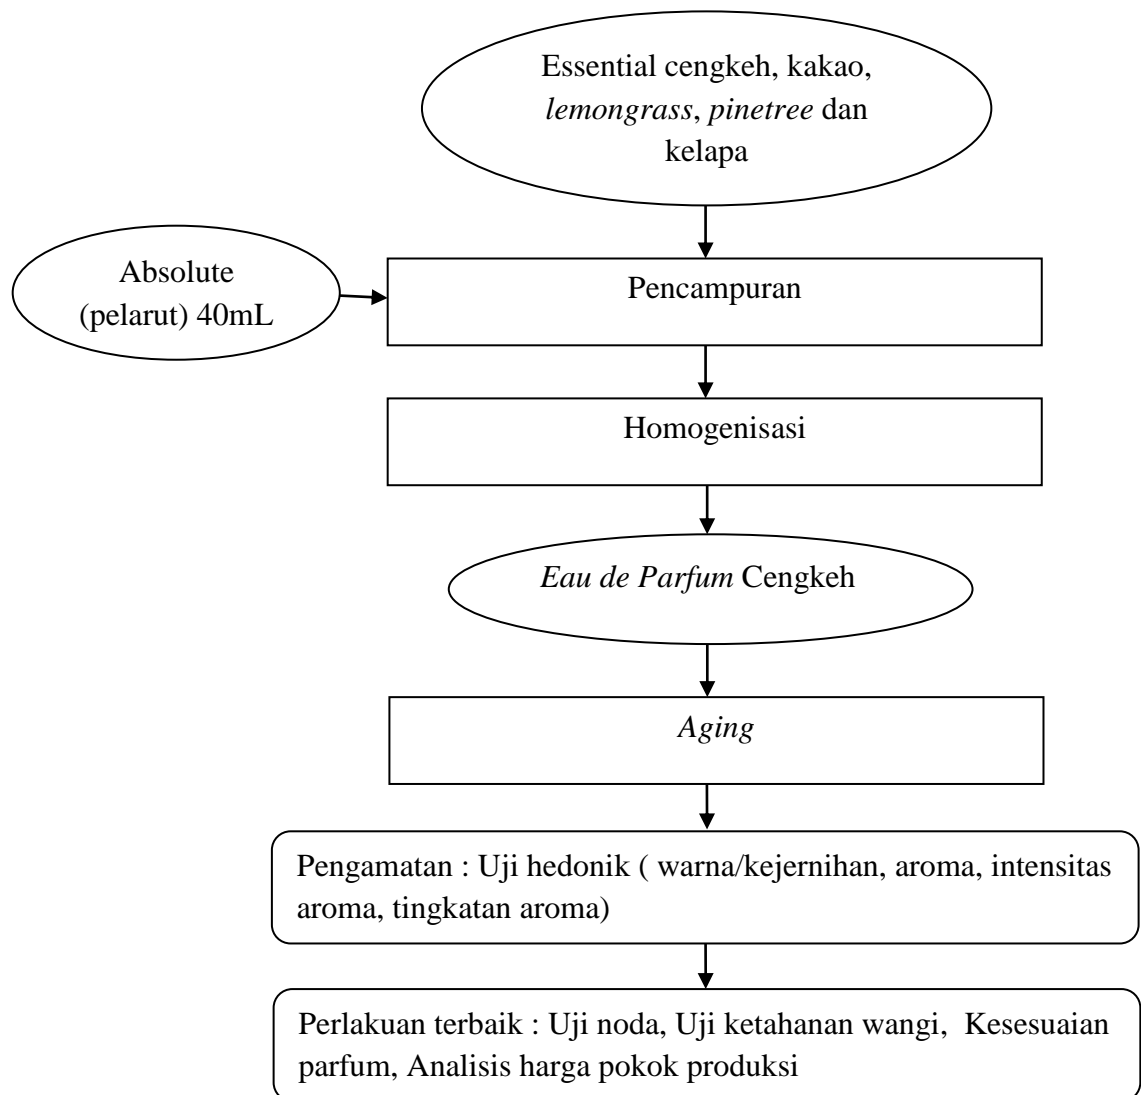 Essential cengkeh, kakao,
lemongrass, pinetree dan
kelapa
Absolute
(pelarut) 40mL
Pencampuran
Homogenisasi
Eau de Parfum Cengkeh
Aging
Pengamatan : Uji hedonik ( warna/kejernihan, aroma, intensitas
aroma, tingkatan aroma)
Perlakuan terbaik : Uji noda, Uji ketahanan wangi,  Kesesuaian
parfum, Analisis harga pokok produksi